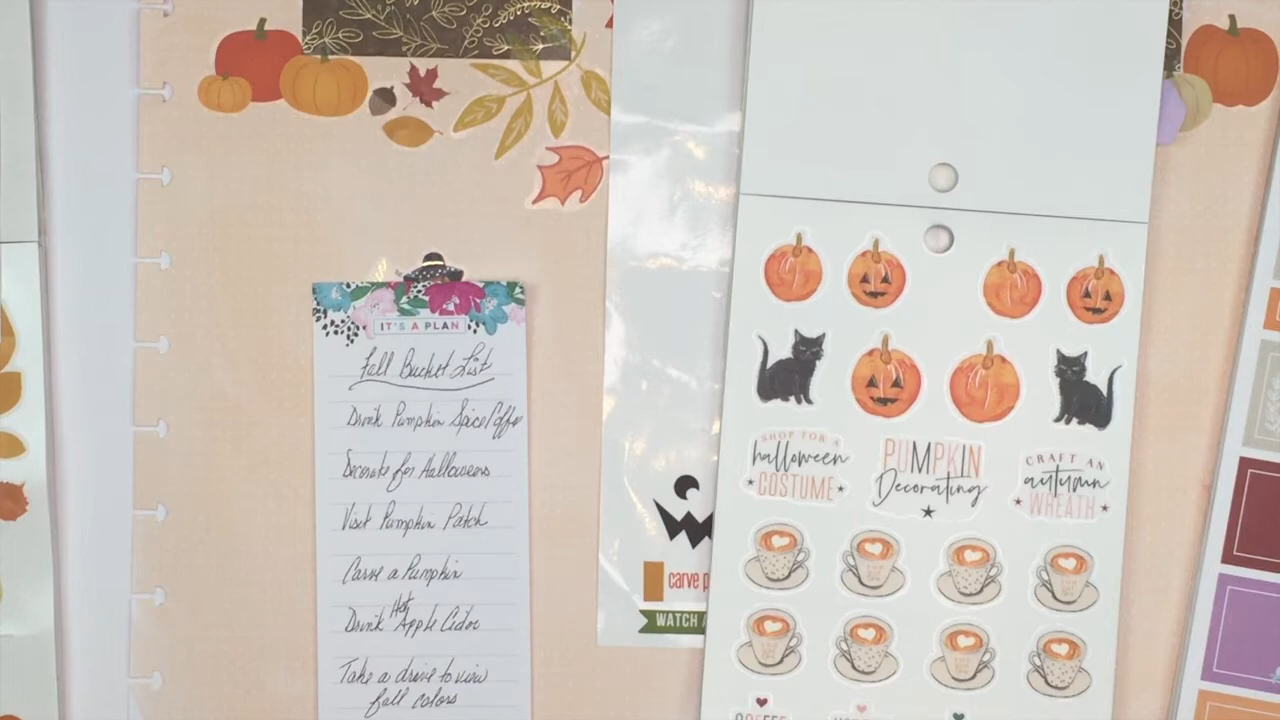 IT'S A PLAN
Fall Bucket List
Drink Pumpkin Spice Coffee
Decorate for Halloween
Visit Pumpkin Patch
Carve a Pumpkin
Drink Hot Apple Cider
Take a drive to view
fall colors
carve
WATCH
SHOP FOR A
halloween
COSTUME
PUMPKIN
Decorating
CRAFT AN
autumn
WREATH